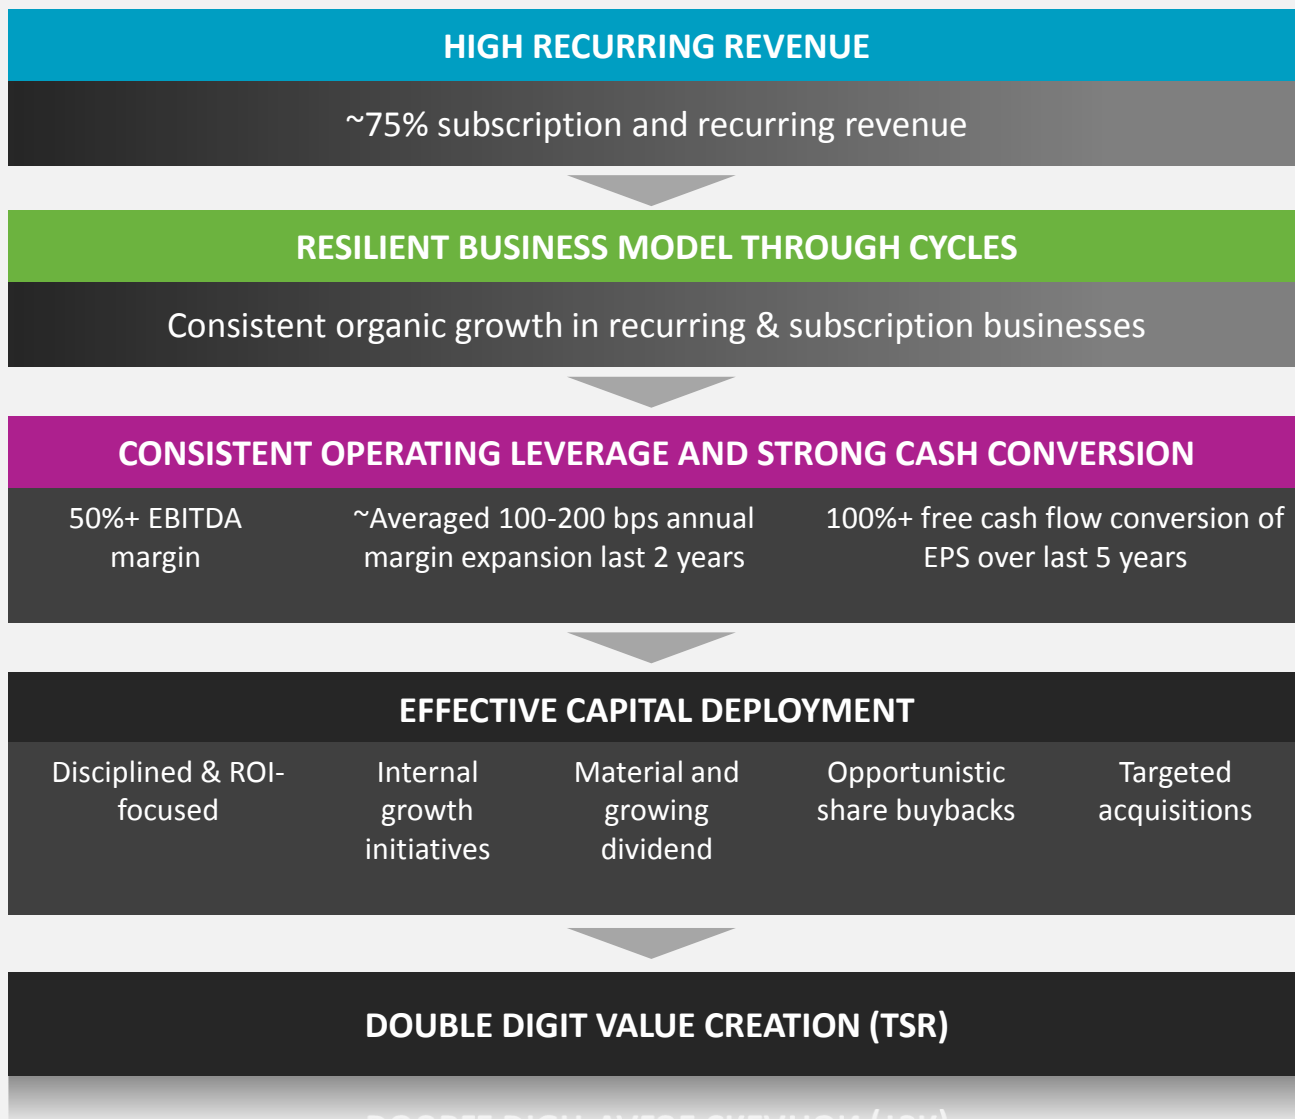 HIGH RECURRING REVENUE
~75% subscription and recurring revenue
RESILIENT BUSINESS MODEL THROUGH CYCLES
Consistent organic growth in recurring & subscription businesses
CONSISTENT OPERATING LEVERAGE AND STRONG CASH CONVERSION
50%+ EBITDA
margin
~Averaged 100-200 bps annual
margin expansion last 2 years
100%+ free cash flow conversion of
EPS over last 5 years
EFFECTIVE CAPITAL DEPLOYMENT
Disciplined & ROI-
focused
Internal
growth
initiatives
Material and
growing
dividend
Opportunistic
share buybacks
Targeted
acquisitions
DOUBLE DIGIT VALUE CREATION (TSR)